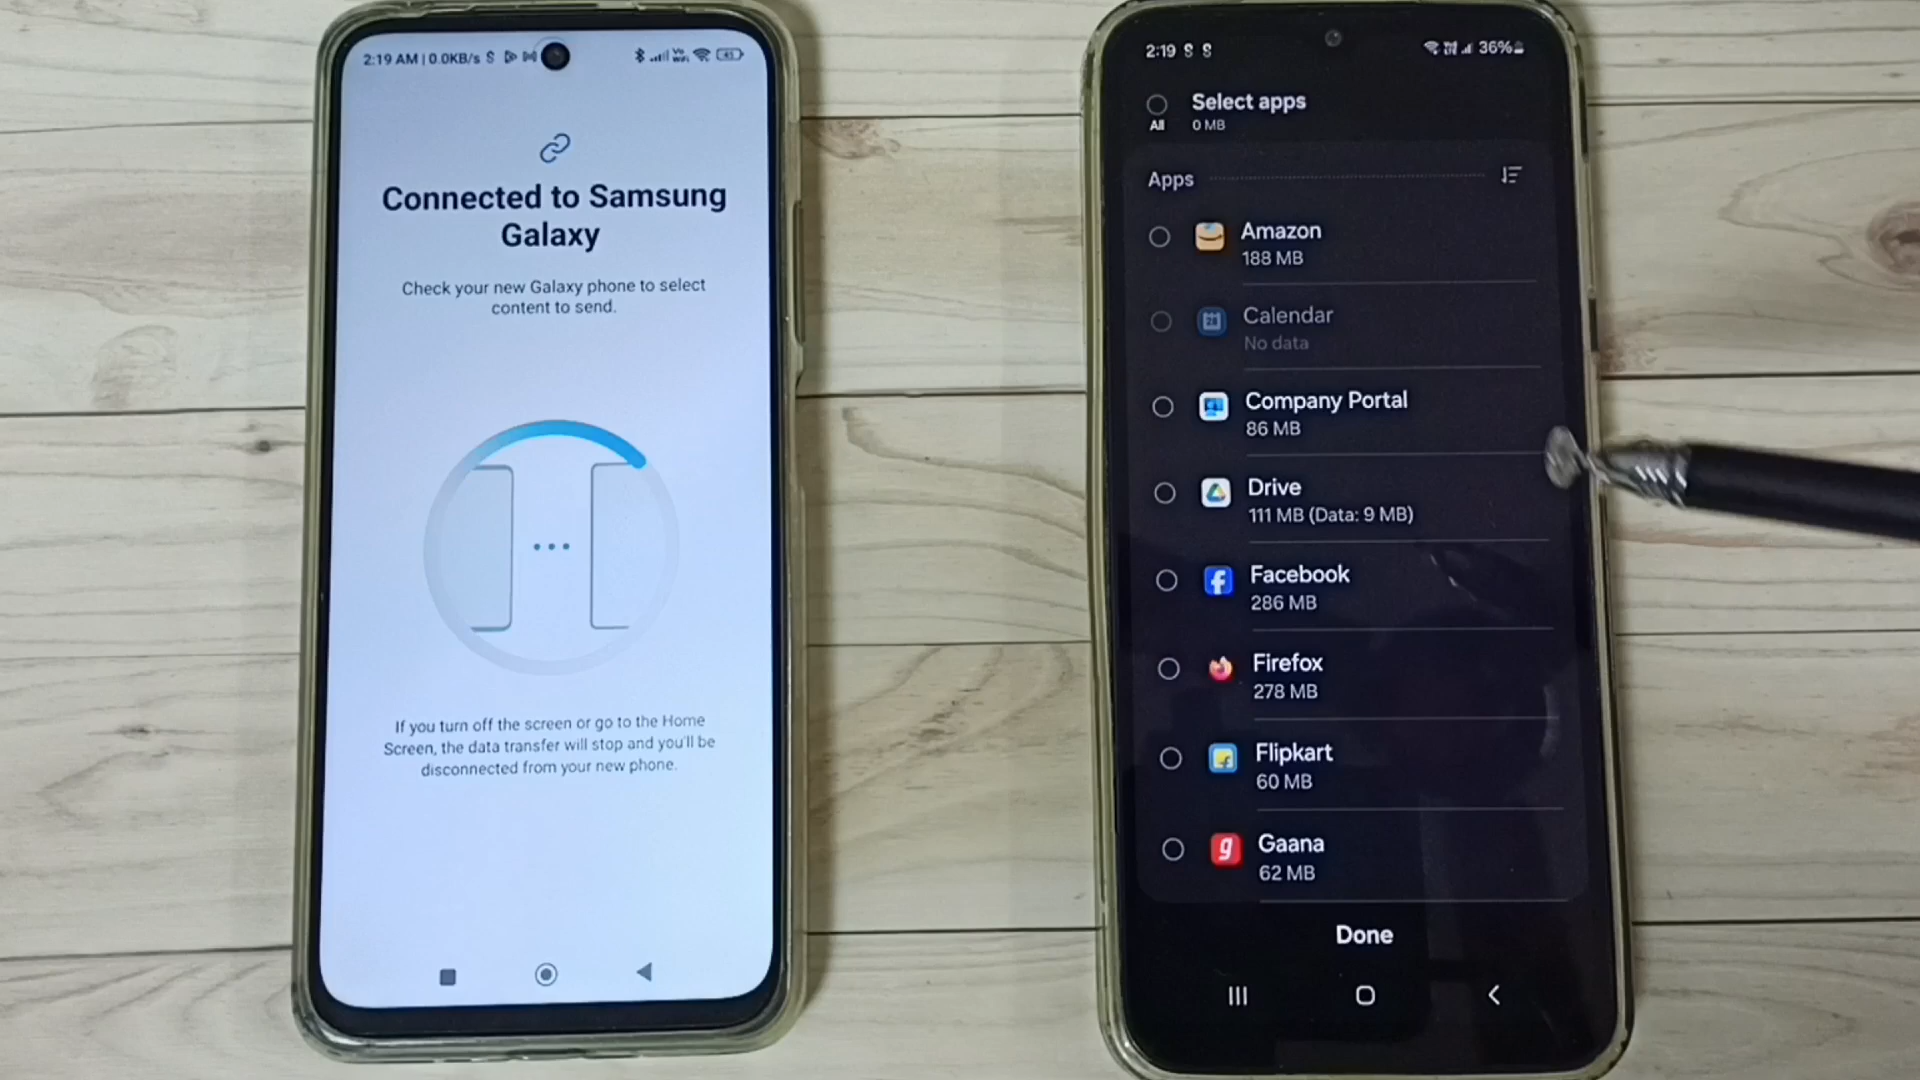 2:19 AM | 0.0KB/s
Connected to Samsung
Galaxy
Check your new Galaxy phone to select
content to send.
If you turn off the screen or go to the Home
Screen, the data transfer will stop and you'll be
disconnected from your new phone.
2:19
36%
Select apps
All
0 MB
Apps
Amazon
188 MB
Calendar
No data
Company Portal
86 MB
Drive
111 MB (Data: 9 MB)
Facebook
286 MB
Firefox
278 MB
Flipkart
60 MB
Gaana
62 MB
Done